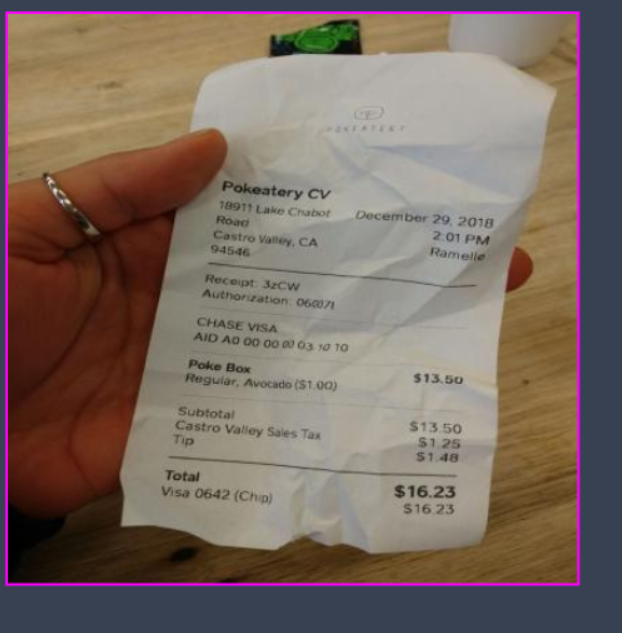 POKEATERY
Pokeatery CV
18911 Lake Chabot
Road
Castro Valley, CA
94546
December 29, 2018
2:01 PM
Ramelle
Receipt: 3zCW
Authorization: 060071
CHASE VISA
AID A0 00 00 00 03 10 10
Poke Box $13.50
Regular, Avocado ($1.00)
Subtotal $13.50
Castro Valley Sales Tax $1.25
Tip $1.48
Total $16.23
Visa 0642 (Chip) $16.23